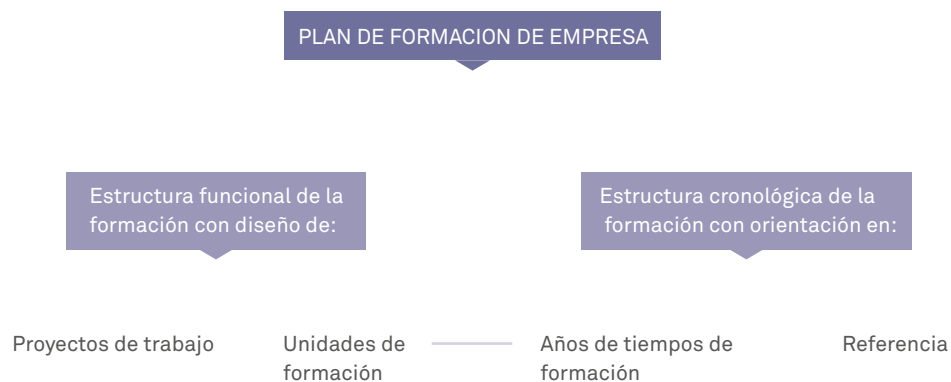 PLAN DE FORMACION DE EMPRESA
Estructura funcional de la
formación con diseño de:
Estructura cronológica de la
formación con orientación en:
Proyectos de trabajo
Unidades de
formación
Años de tiempos de
formación
Referencia